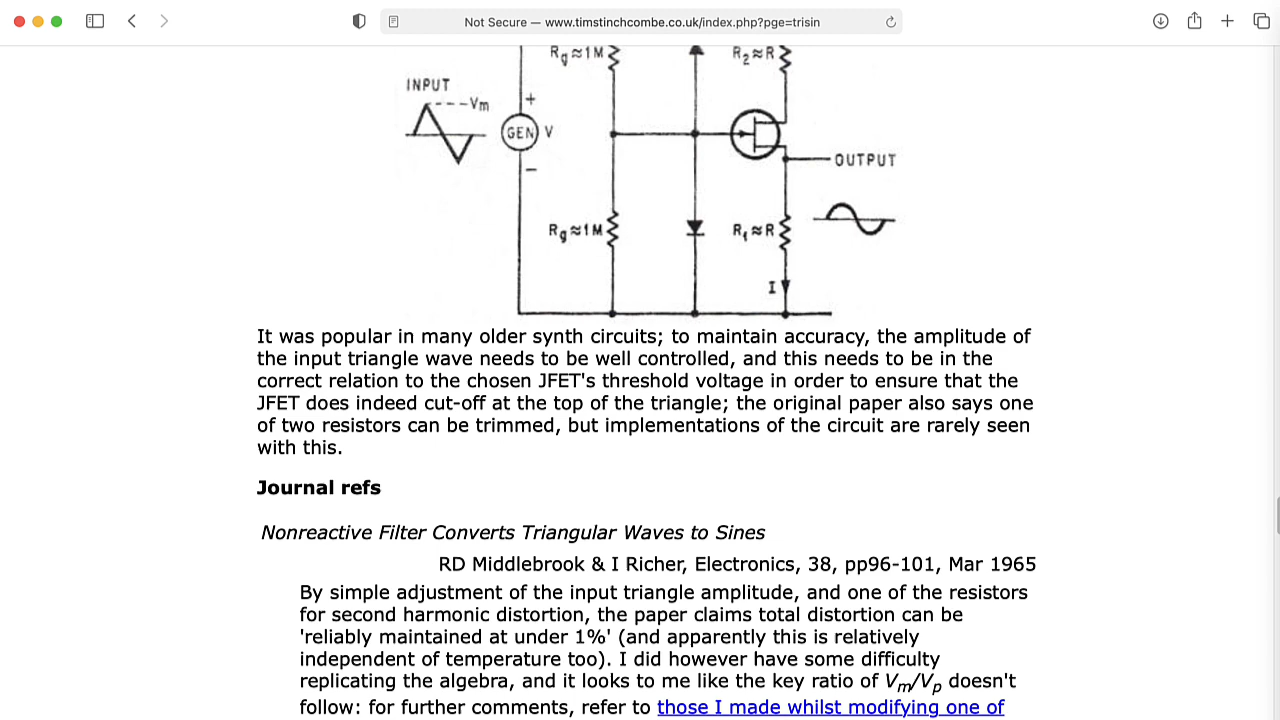 Not Secure — www.timstinchcombe.co.uk/index.php?pge=trisin
Rg≈1M
R2≈R
INPUT
Vm
+
GEN
V
−
OUTPUT
Rg≈1M
R1≈R
I
It was popular in many older synth circuits; to maintain accuracy, the amplitude of
the input triangle wave needs to be well controlled, and this needs to be in the
correct relation to the chosen JFET's threshold voltage in order to ensure that the
JFET does indeed cut-off at the top of the triangle; the original paper also says one
of two resistors can be trimmed, but implementations of the circuit are rarely seen
with this.
Journal refs
Nonreactive Filter Converts Triangular Waves to Sines
RD Middlebrook & I Richer, Electronics, 38, pp96-101, Mar 1965
By simple adjustment of the input triangle amplitude, and one of the resistors
for second harmonic distortion, the paper claims total distortion can be
'reliably maintained at under 1%' (and apparently this is relatively
independent of temperature too). I did however have some difficulty
replicating the algebra, and it looks to me like the key ratio of Vm/Vp doesn't
follow: for further comments, refer to those I made whilst modifying one of